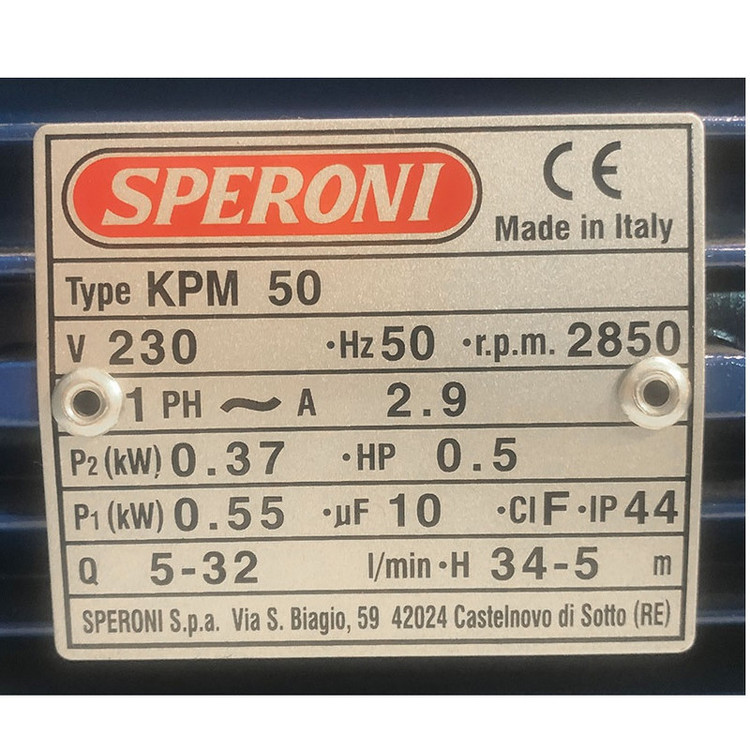 SPERONI
CE
Made in Italy
Type KPM 50
V 230 ·Hz 50 ·r.p.m. 2850
1 PH ~ A 2.9
P2 (kW) 0.37 ·HP 0.5
P1 (kW) 0.55 ·µF 10 ·Cl F ·IP 44
Q 5-32 l/min ·H 34-5 m
SPERONI S.p.a. Via S. Biagio, 59 42024 Castelnovo di Sotto (RE)